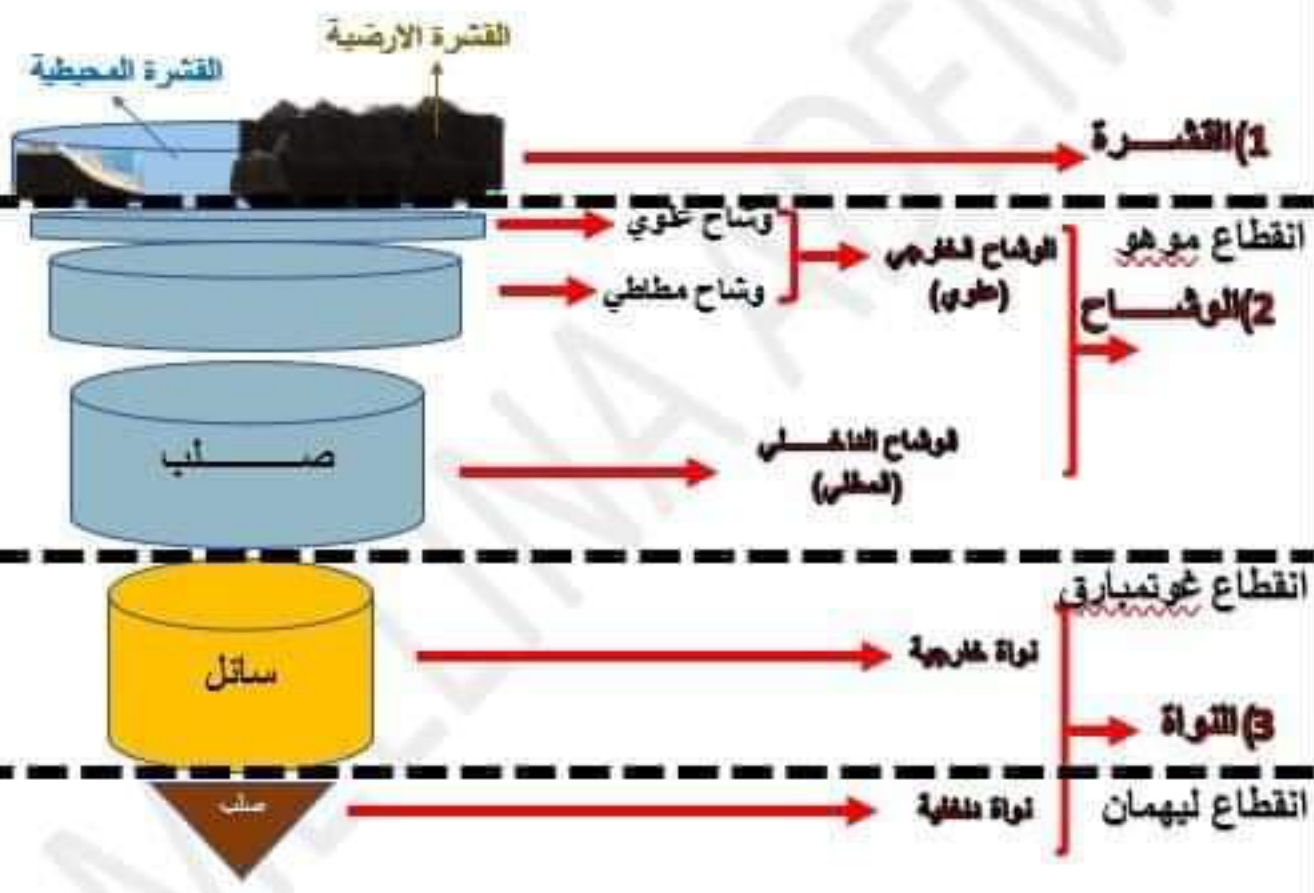 القشرة الارضية
القشرة المحيطية
1)القشـــرة
انقطاع موهو
وشاح علوي
الوشاح الخارجي
(علوي)
وشاح مطاطي
2)الوشـــاح
صـــــلب
الوشاح الداخـــلي
(السفلي)
انقطاع غوتمبارق
سائل
نواة خارجية
3)النواة
انقطاع ليهمان
صلب
نواة داخلية